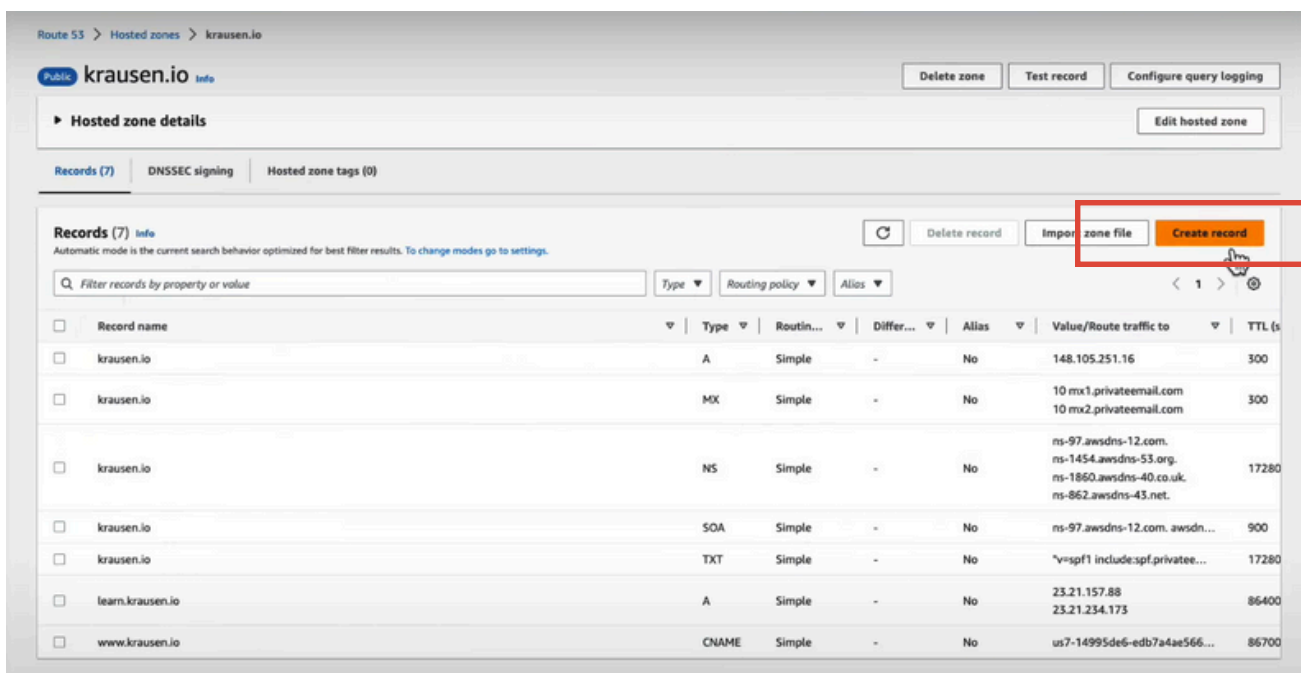 Route 53 > Hosted zones > krausen.io
Public krausen.io Info
Delete zone Test record Configure query logging
Hosted zone details
Edit hosted zone
Records (7) DNSSEC signing Hosted zone tags (0)
Records (7) Info
Automatic mode is the current search behavior optimized for best filter results. To change modes go to settings.
Delete record Import zone file Create record
Filter records by property or value
Type Routing policy Alias
< 1 >
Record name Type Routin... Differ... Alias Value/Route traffic to TTL (s
krausen.io A Simple - No 148.105.251.16 300
krausen.io MX Simple - No 10 mx1.privateemail.com 300
10 mx2.privateemail.com
krausen.io NS Simple - No ns-97.awsdns-12.com. 17280
ns-1454.awsdns-53.org.
ns-1860.awsdns-40.co.uk.
ns-862.awsdns-43.net.
krausen.io SOA Simple - No ns-97.awsdns-12.com. awsdn... 900
krausen.io TXT Simple - No "v=spf1 include:spf.privatee... 17280
learn.krausen.io A Simple - No 23.21.157.88 86400
23.21.234.173
www.krausen.io CNAME Simple - No us7-14995de6-edb7a4ae566... 86700